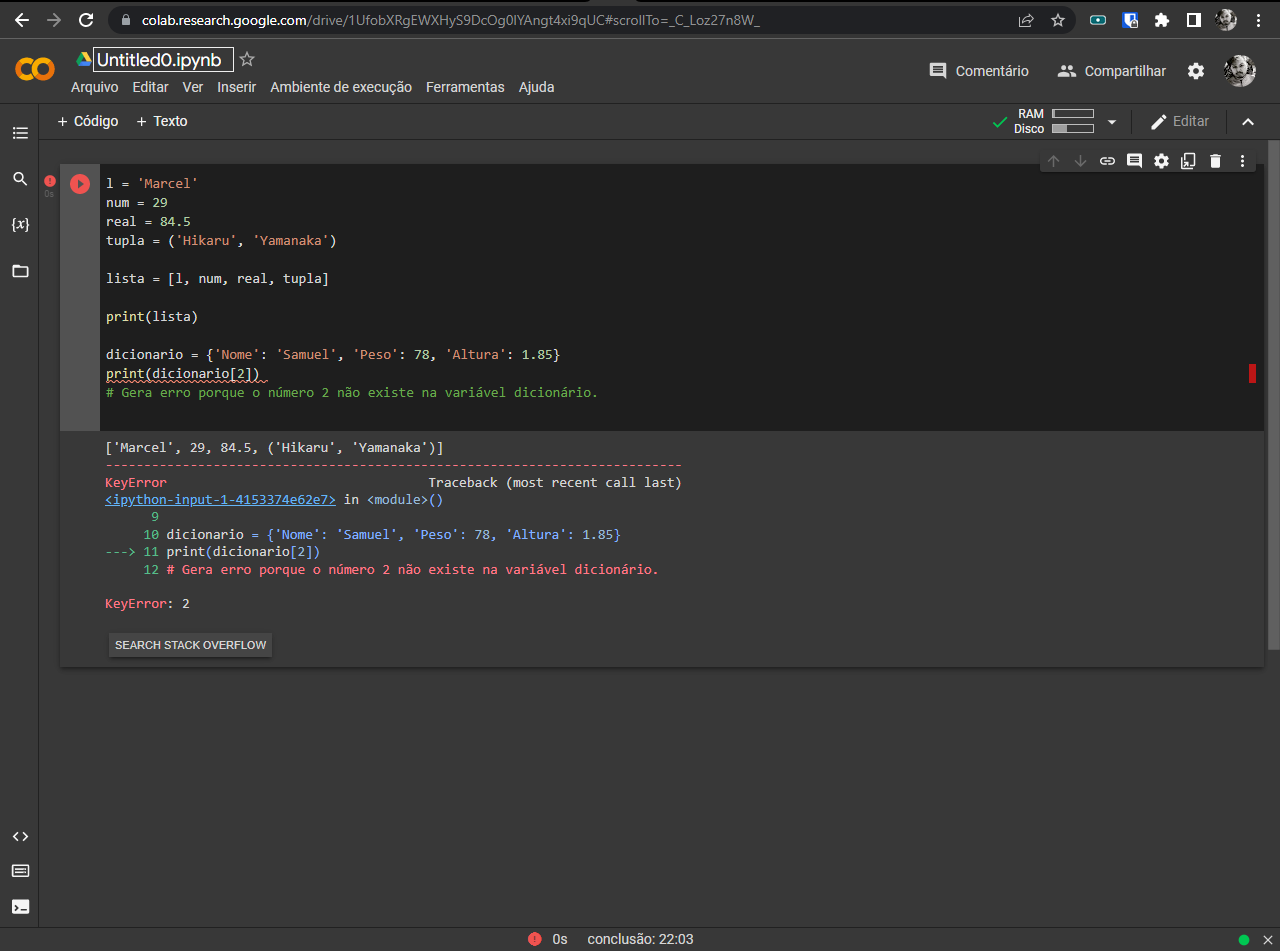 colab.research.google.com/drive/1UfobXRgEWXHyS9DcOg0lYAngt4xi9qUC#scrollTo=_C_Loz27n8W_
Untitled0.ipynb
Arquivo Editar Ver Inserir Ambiente de execução Ferramentas Ajuda
Comentário Compartilhar
+ Código + Texto
RAM
Disco
Editar
0s
{x}
l = 'Marcel'
num = 29
real = 84.5
tupla = ('Hikaru', 'Yamanaka')
lista = [l, num, real, tupla]
print(lista)
dicionario = {'Nome': 'Samuel', 'Peso': 78, 'Altura': 1.85}
print(dicionario[2])
# Gera erro porque o número 2 não existe na variável dicionário.
['Marcel', 29, 84.5, ('Hikaru', 'Yamanaka')]
---------------------------------------------------------------------------
KeyError Traceback (most recent call last)
<ipython-input-1-4153374e62e7> in <module>()
9
10 dicionario = {'Nome': 'Samuel', 'Peso': 78, 'Altura': 1.85}
---> 11 print(dicionario[2])
12 # Gera erro porque o número 2 não existe na variável dicionário.
KeyError: 2
SEARCH STACK OVERFLOW
0s conclusão: 22:03